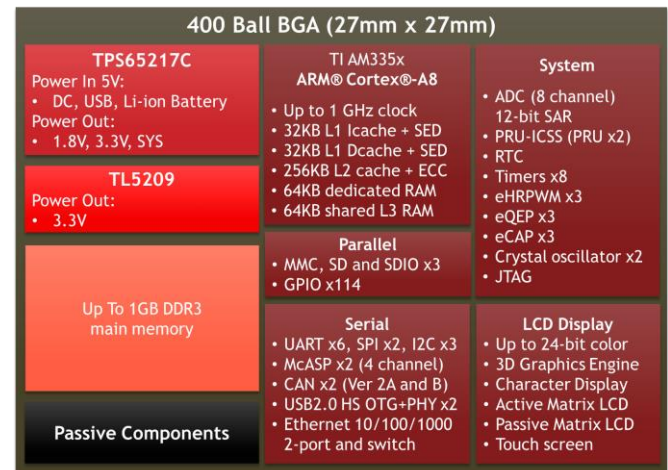 400 Ball BGA (27mm x 27mm)
TPS65217C
Power In 5V:
• DC, USB, Li-ion Battery
Power Out:
• 1.8V, 3.3V, SYS
TL5209
Power Out:
• 3.3V
Up To 1GB DDR3
main memory
Passive Components
TI AM335x
ARM® Cortex®-A8
• Up to 1 GHz clock
• 32KB L1 Icache + SED
• 32KB L1 Dcache + SED
• 256KB L2 cache + ECC
• 64KB dedicated RAM
• 64KB shared L3 RAM
Parallel
• MMC, SD and SDIO x3
• GPIO x114
Serial
• UART x6, SPI x2, I2C x3
• McASP x2 (4 channel)
• CAN x2 (Ver 2A and B)
• USB2.0 HS OTG+PHY x2
• Ethernet 10/100/1000
2-port and switch
System
• ADC (8 channel)
12-bit SAR
• PRU-ICSS (PRU x2)
• RTC
• Timers x8
• eHRPWM x3
• eQEP x3
• eCAP x3
• Crystal oscillator x2
• JTAG
LCD Display
• Up to 24-bit color
• 3D Graphics Engine
• Character Display
• Active Matrix LCD
• Passive Matrix LCD
• Touch screen